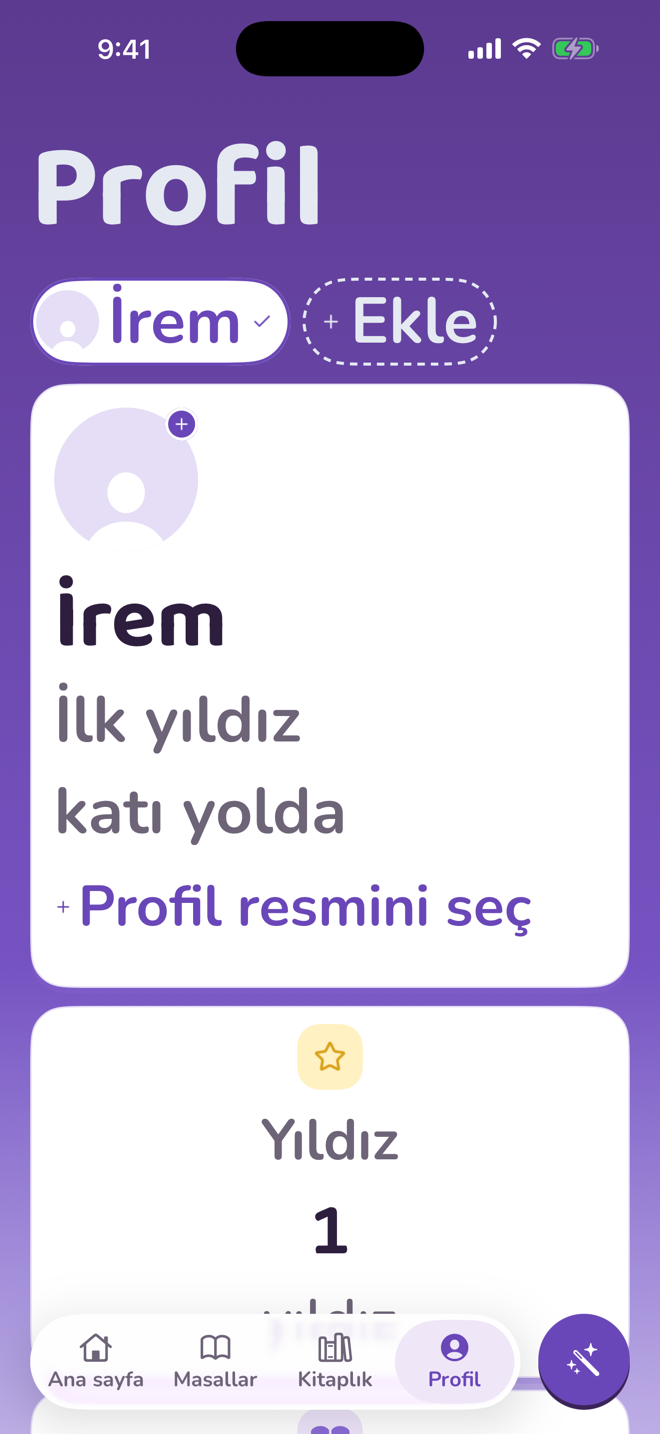 9:41
Profil
İrem
+ Ekle
İrem
İlk yıldız
katı yolda
+ Profil resmini seç
Yıldız
1
yıldız
Ana sayfa
Masallar
Kitaplık
Profil